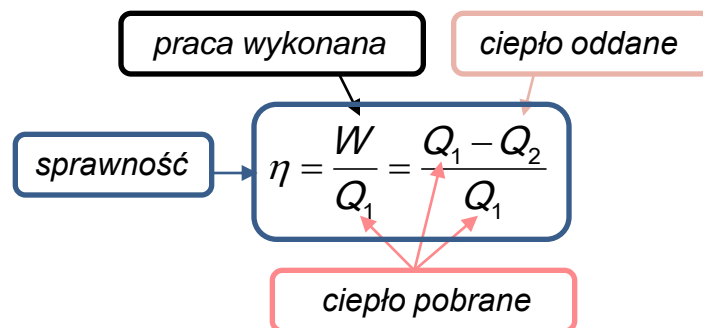 praca wykonana
ciepło oddane
sprawność
η = W / Q₁ = (Q₁ − Q₂) / Q₁
ciepło pobrane